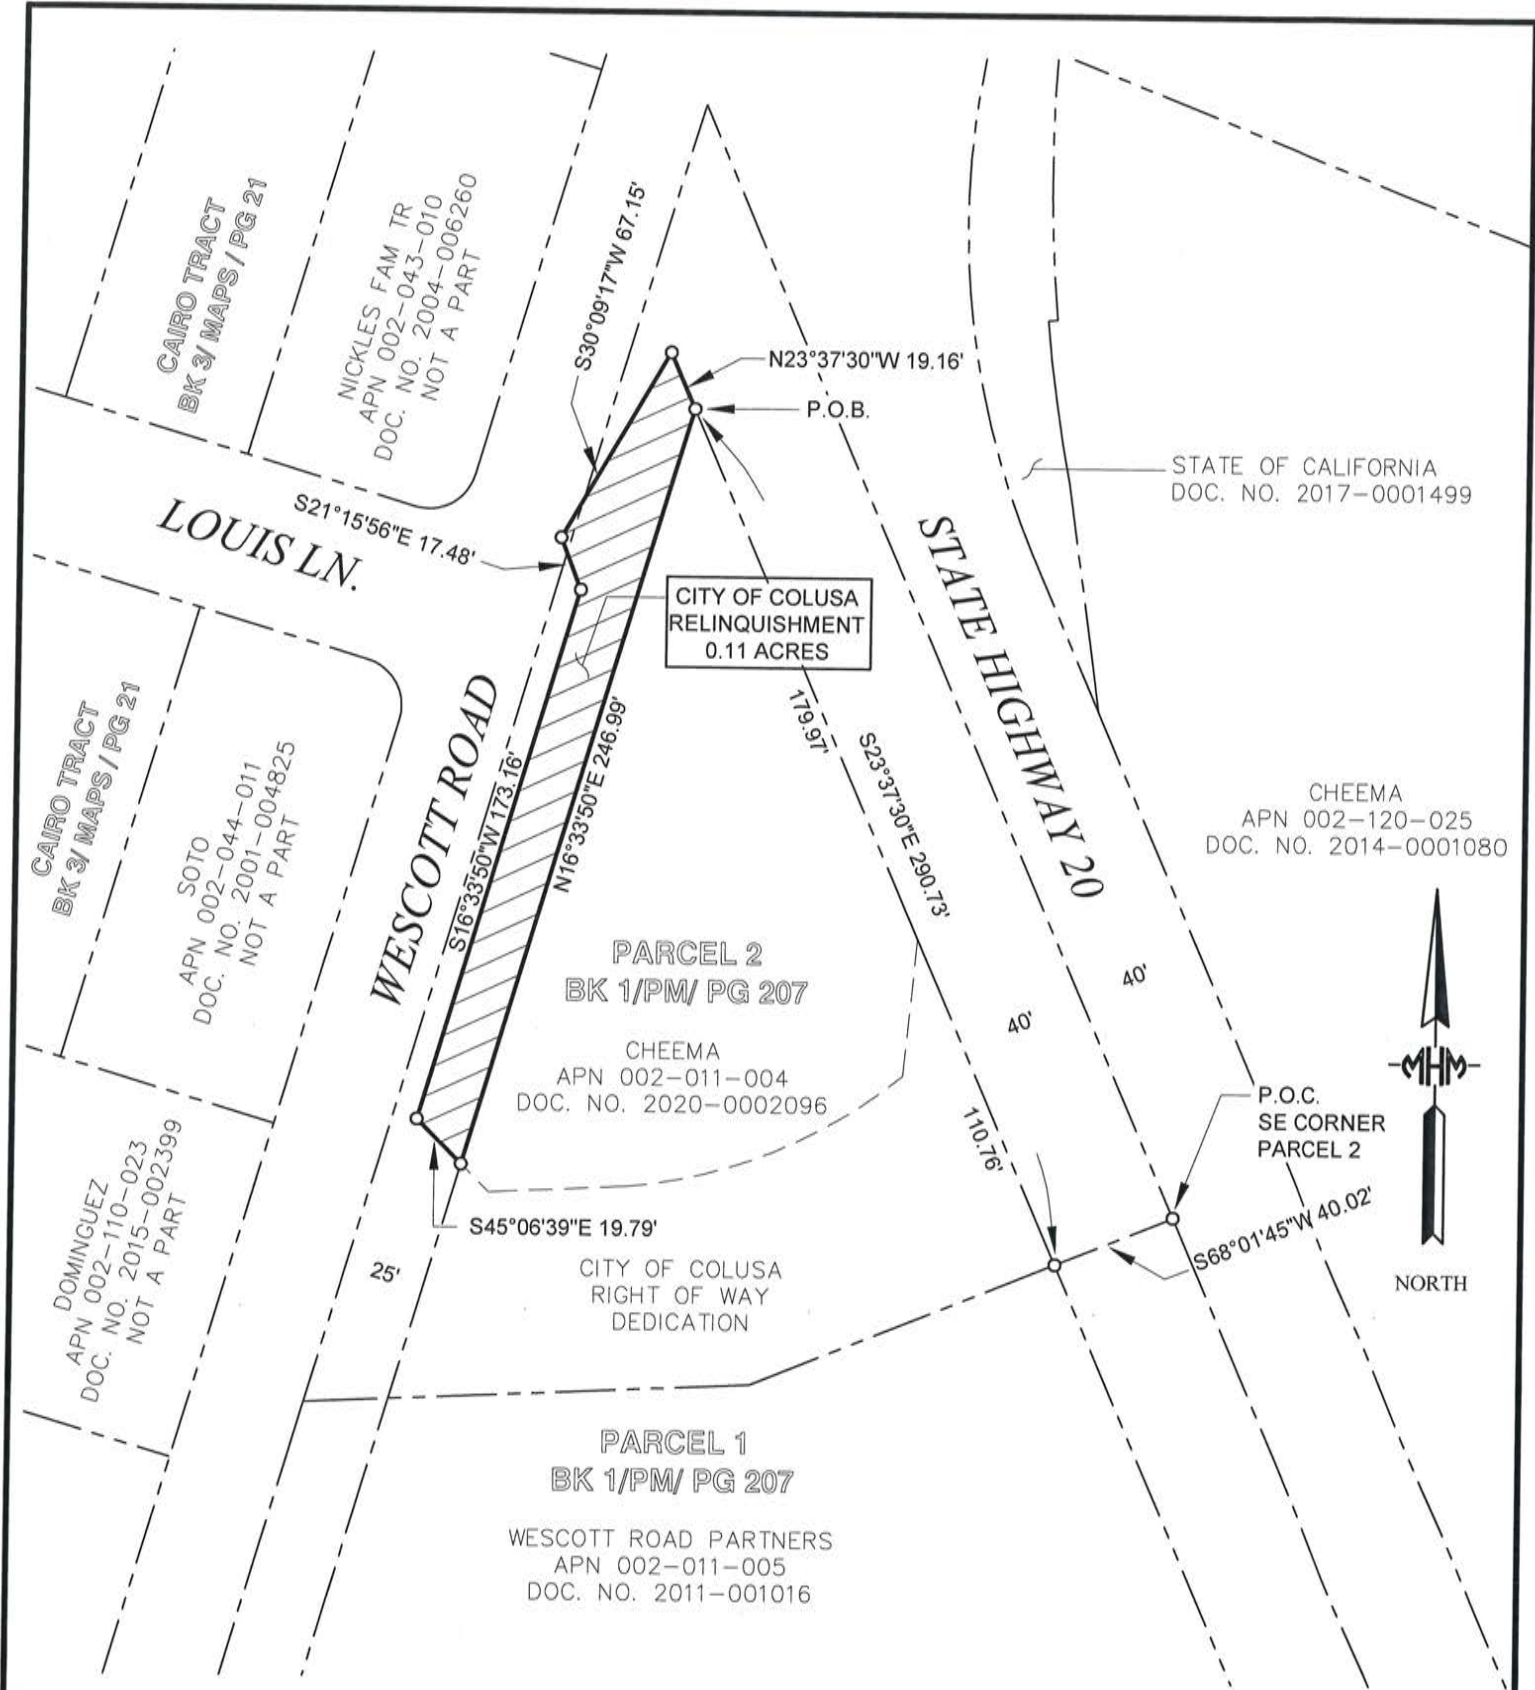 CAIRO TRACT
BK 3/ MAPS / PG 21
NICKLES FAM TR
APN 002-043-010
DOC. NO. 2004-006260
NOT A PART
S30°09'17"W 67.15'
N23°37'30"W 19.16'
P.O.B.
STATE OF CALIFORNIA
DOC. NO. 2017-0001499
LOUIS LN.
S21°15'56"E 17.48'
CITY OF COLUSA
RELINQUISHMENT
0.11 ACRES
STATE HIGHWAY 20
CAIRO TRACT
BK 3/ MAPS / PG 21
SOTO
APN 002-044-011
DOC. NO. 2001-004825
NOT A PART
WESCOTT ROAD
S16°33'50"W 173.16'
N16°33'50"E 246.99'
179.97'
S23°37'30"E 290.73'
CHEEMA
APN 002-120-025
DOC. NO. 2014-0001080
PARCEL 2
BK 1/PM/ PG 207
CHEEMA
APN 002-011-004
DOC. NO. 2020-0002096
40'
40'
MHM
NORTH
P.O.C.
SE CORNER
PARCEL 2
110.76'
S68°01'45"W 40.02'
DOMINGUEZ
APN 002-110-023
DOC. NO. 2015-002399
NOT A PART
25'
S45°06'39"E 19.79'
CITY OF COLUSA
RIGHT OF WAY
DEDICATION
PARCEL 1
BK 1/PM/ PG 207
WESCOTT ROAD PARTNERS
APN 002-011-005
DOC. NO. 2011-001016